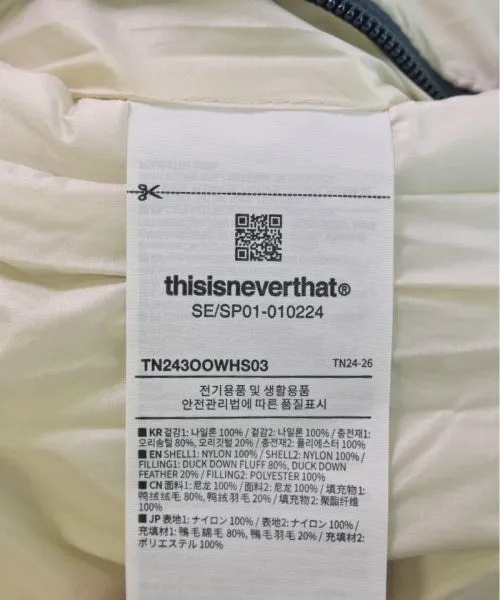 thisisneverthat®
SE/SP01-010224
TN243OOWHS03 TN24-26
전기용품 및 생활용품
안전관리법에 따른 품질표시
■ KR 겉감1: 나일론 100% / 겉감2: 나일론 100% / 충전재1:
오리솜털 80%, 오리깃털 20% / 충전재2: 폴리에스터 100%
■ EN SHELL1: NYLON 100% / SHELL2: NYLON 100% /
FILLING1: DUCK DOWN FLUFF 80%, DUCK DOWN
FEATHER 20% / FILLING2: POLYESTER 100%
■ CN 面料1: 尼龙 100% / 面料2: 尼龙 100% / 填充物1:
鸭绒绒毛 80%, 鸭绒羽毛 20% / 填充物2: 聚酯纤维
100%
■ JP 表地1: ナイロン 100% / 表地2: ナイロン 100% /
充填材1: 鴨毛綿毛 80%, 鴨毛羽毛 20% / 充填材2:
ポリエステル 100%